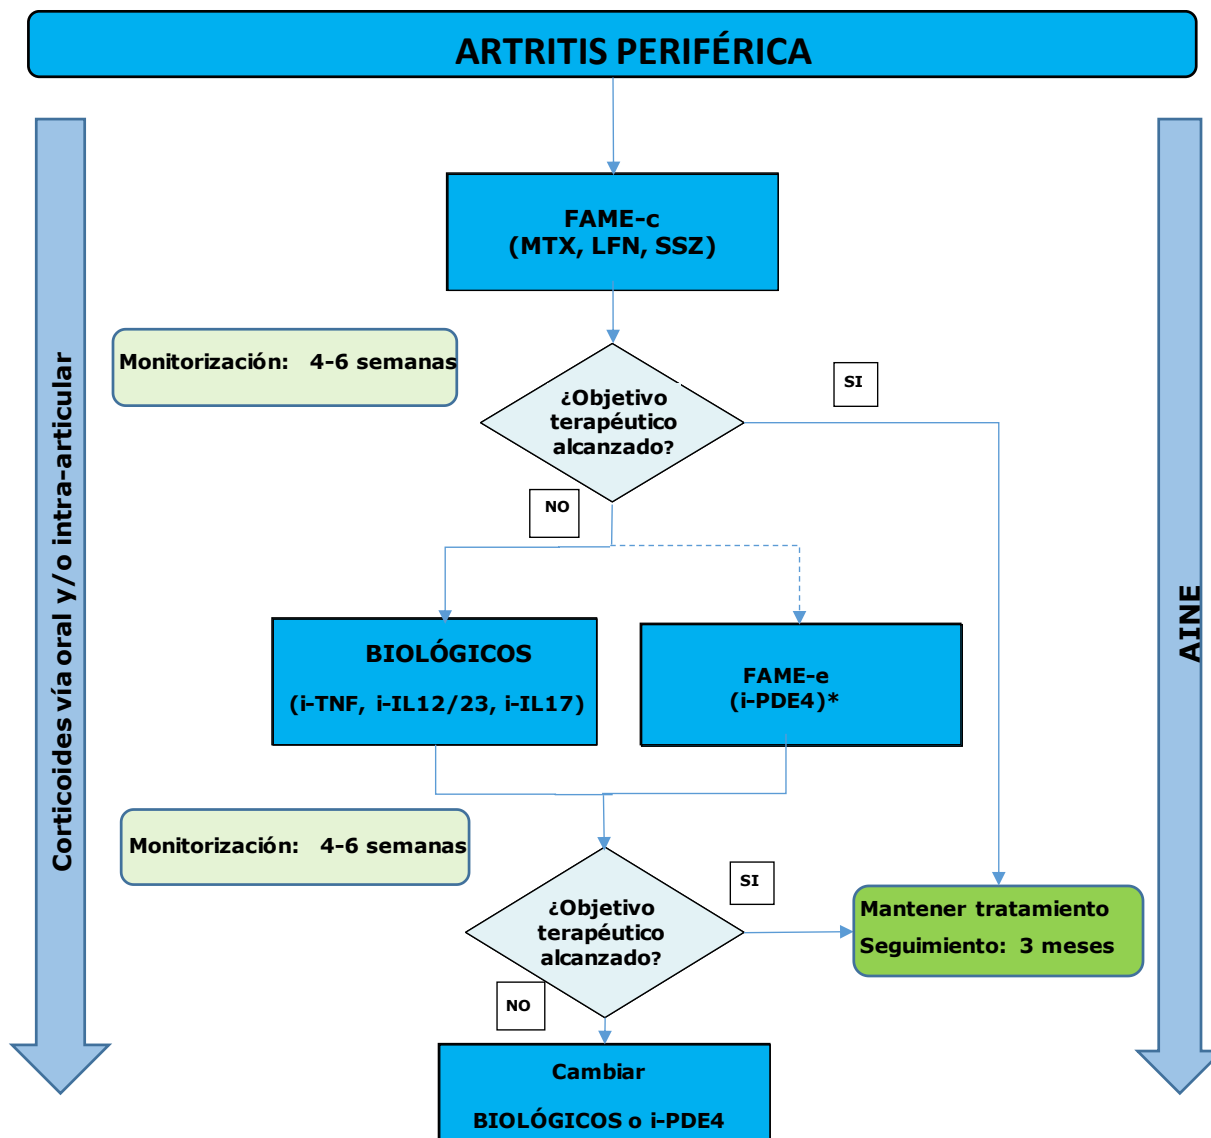 ARTRITIS PERIFÉRICA
FAME-c
(MTX, LFN, SSZ)
Monitorización: 4-6 semanas
¿Objetivo
terapéutico
alcanzado?
SI
NO
BIOLÓGICOS
(i-TNF, i-IL12/23, i-IL17)
FAME-e
(i-PDE4)*
Monitorización: 4-6 semanas
¿Objetivo
terapéutico
alcanzado?
SI
NO
Mantener tratamiento
Seguimiento: 3 meses
Cambiar
BIOLÓGICOS o i-PDE4
Corticoides vía oral y/o intra-articular
AINE